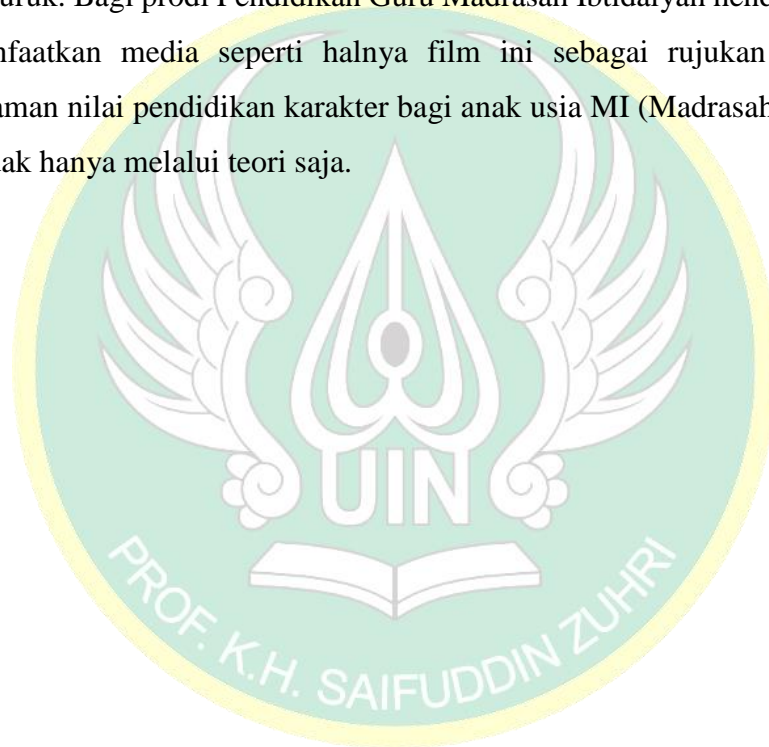 uruk. Bagi prodi Pendidikan Guru Madrasah Ibtidaiyah
nfaatkan media seperti halnya film ini sebagai rujukan
aman nilai pendidikan karakter bagi anak usia MI (Madrasah
ak hanya melalui teori saja.
UIN
PROF. K.H. SAIFUDDIN ZUHRI